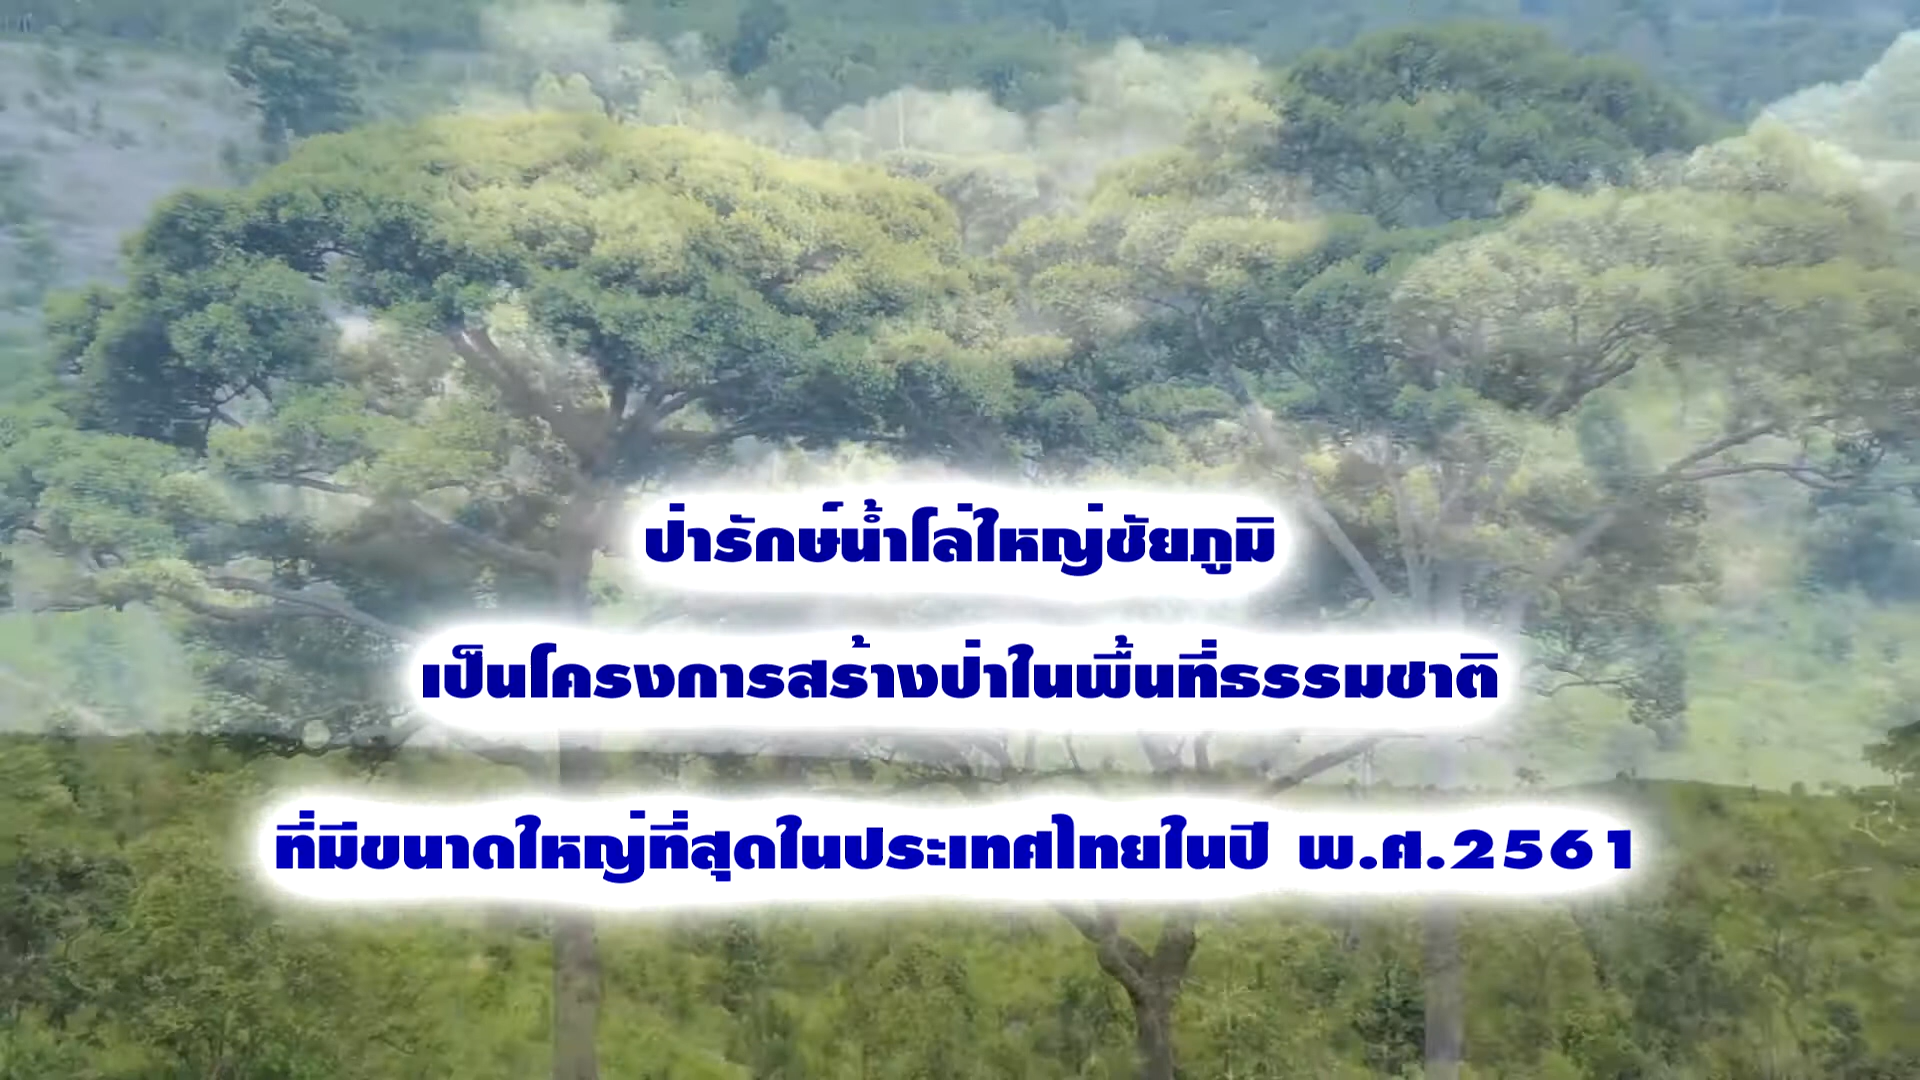 ป่ารักษ์น้ำโล่ใหญ่ชัยภูมิ
เป็นโครงการสร้างป่าในพื้นที่ธรรมชาติ
ที่มีขนาดใหญ่ที่สุดในประเทศไทยในปี พ.ศ.2561